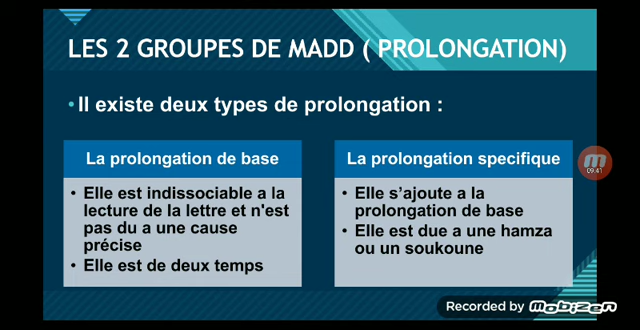 LES 2 GROUPES DE MADD ( PROLONGATION)
•Il existe deux types de prolongation :
La prolongation de base
• Elle est indissociable a la
lecture de la lettre et n'est
pas du a une cause
précise
• Elle est de deux temps
La prolongation specifique
• Elle s'ajoute a la
prolongation de base
• Elle est due a une hamza
ou un soukoune
09:41
Recorded by Mobizen